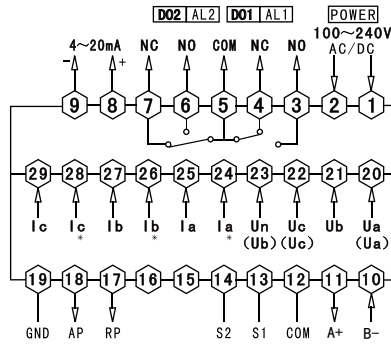 DO2 AL2 DO1 AL1 POWER
4～20mA NC NO COM NC NO 100～240V
AC/DC
- +
9 8 7 6 5 4 3 2 1
29 28 27 26 25 24 23 22 21 20
Ic Ic Ib Ib Ia Ia Un Uc Ub Ua
* * * (Ub) (Uc) (Ua)
19 18 17 16 15 14 13 12 11 10
GND AP RP S2 S1 COM A+ B-